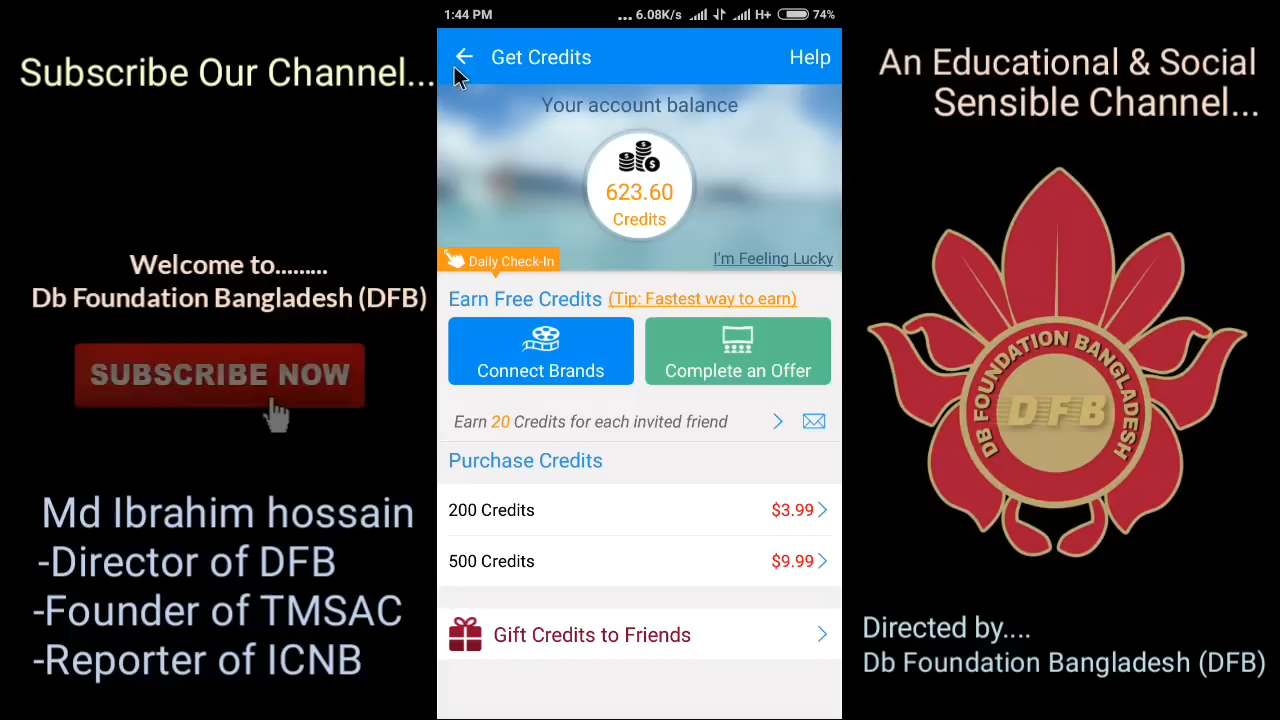 Subscribe Our Channel...
Welcome to.........
Db Foundation Bangladesh (DFB)
SUBSCRIBE NOW
Md Ibrahim hossain
-Director of DFB
-Founder of TMSAC
-Reporter of ICNB
1:44 PM
... 6.08K/s H+ 74%
Get Credits
Help
Your account balance
623.60
Credits
Daily Check-In
I'm Feeling Lucky
Earn Free Credits (Tip: Fastest way to earn)
Connect Brands
Complete an Offer
Earn 20 Credits for each invited friend
Purchase Credits
200 Credits $3.99
500 Credits $9.99
Gift Credits to Friends
An Educational & Social
Sensible Channel...
DB FOUNDATION BANGLADESH
DFB
Directed by....
Db Foundation Bangladesh (DFB)